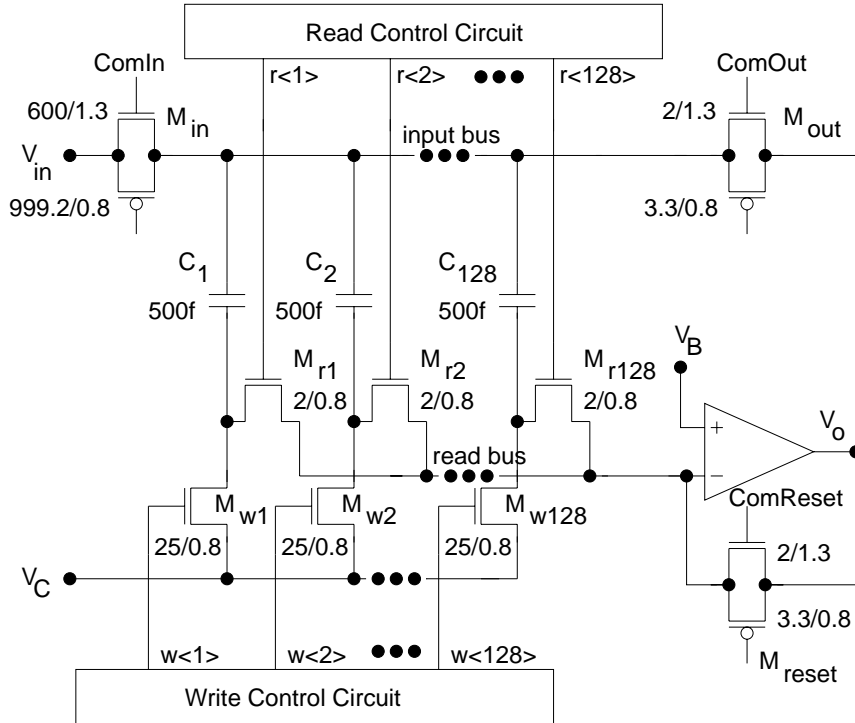 Read Control Circuit
ComIn
r<1>
r<2>
r<128>
ComOut
600/1.3
M in
input bus
2/1.3
M out
V in
999.2/0.8
3.3/0.8
C 1
C 2
C 128
500f
500f
500f
M r1
M r2
M r128
V B
2/0.8
2/0.8
2/0.8
+
V o
read bus
−
M w1
M w2
M w128
ComReset
25/0.8
25/0.8
25/0.8
2/1.3
V C
3.3/0.8
w<1>
w<2>
w<128>
M reset
Write Control Circuit